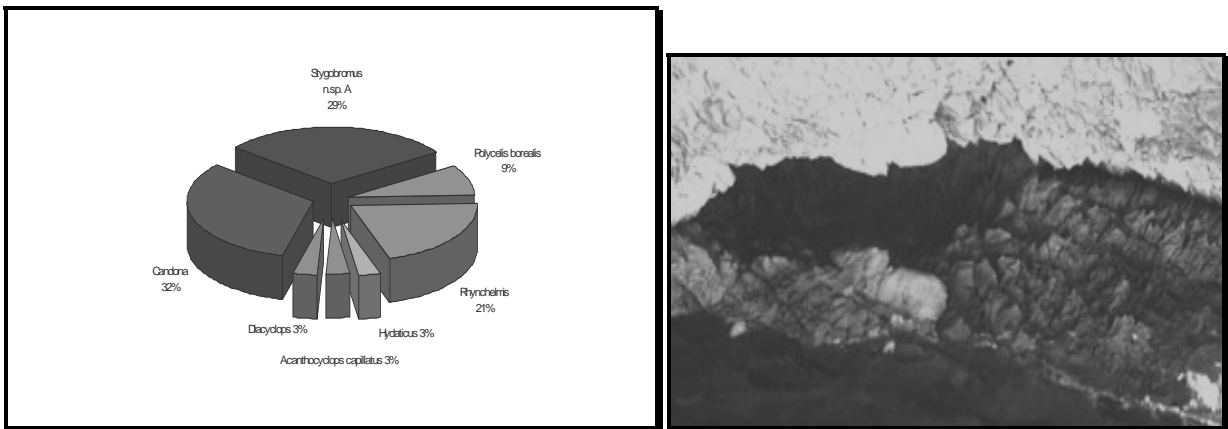 Stygobromus
n.sp. A
29%
Polycelis borealis
9%
Rhynchelmis
21%
Hydaticus 3%
Acanthocyclops capillatus 3%
Diacyclops 3%
Candona
32%